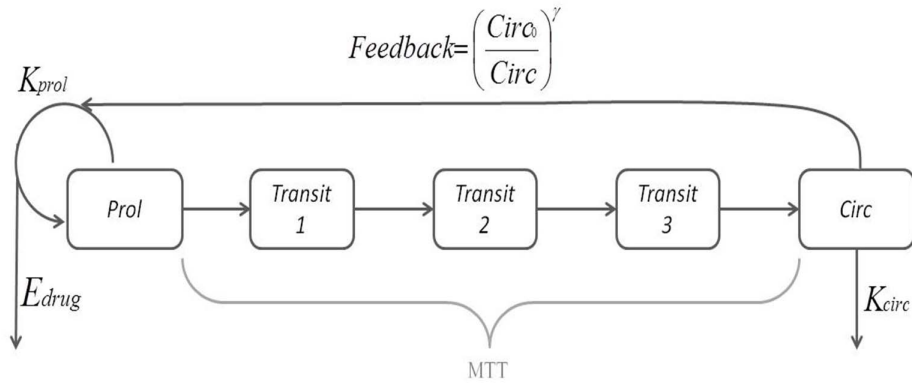 Feedback=(Circ₀/Circ)^γ
Kprol
Prol
Transit
1
Transit
2
Transit
3
Circ
Edrug
Kcirc
MTT